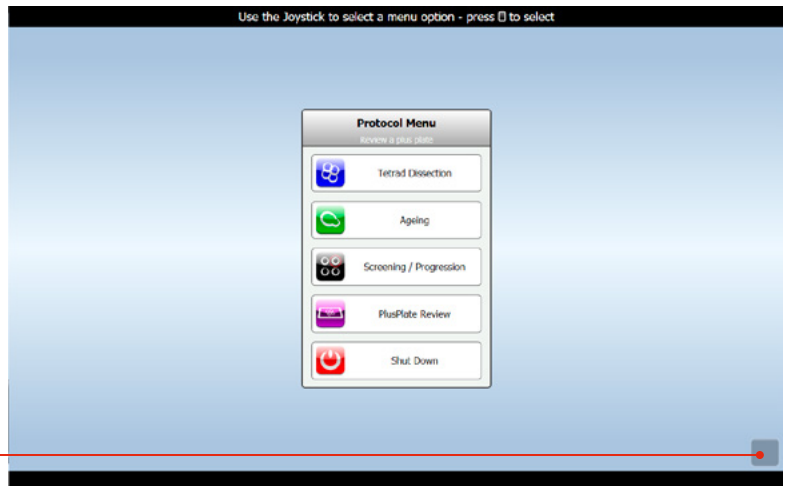 Use the Joystick to select a menu option - press ▯ to select
Protocol Menu
Review a plus plate
Tetrad Dissection
Ageing
Screening / Progression
PlusPlate Review
Shut Down